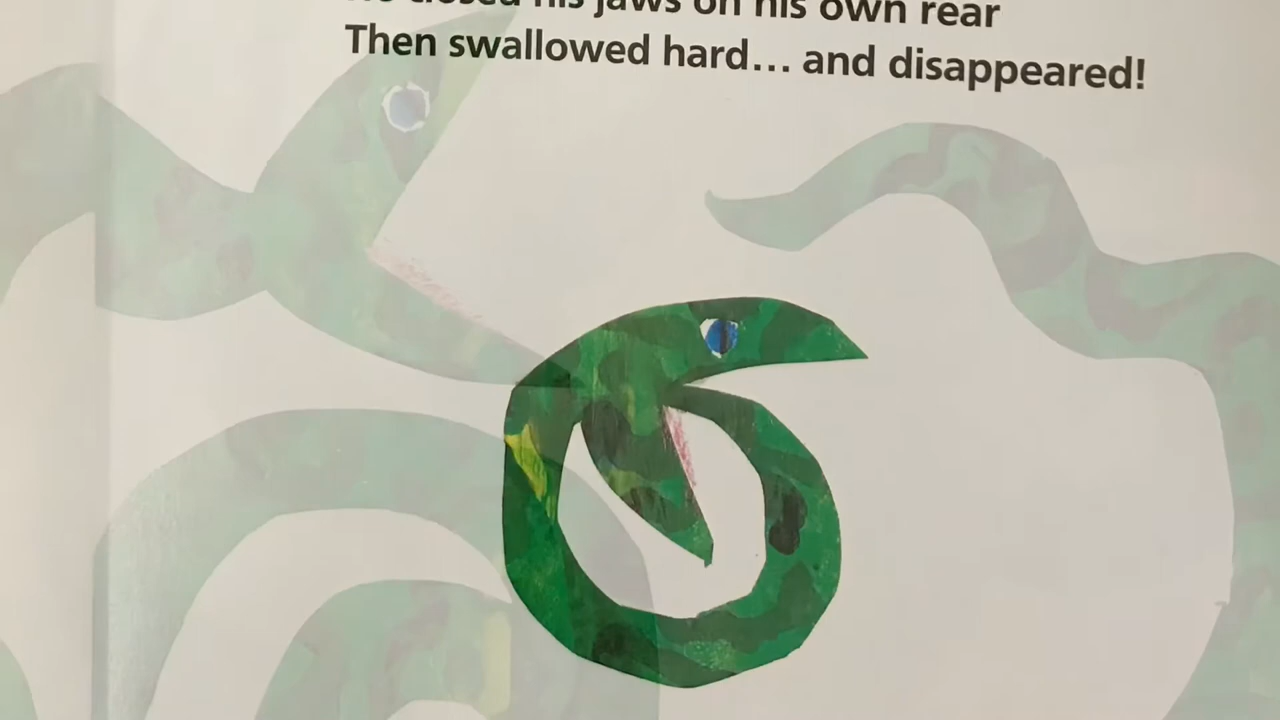 closed his jaws on his own rear
Then swallowed hard... and disappeared!